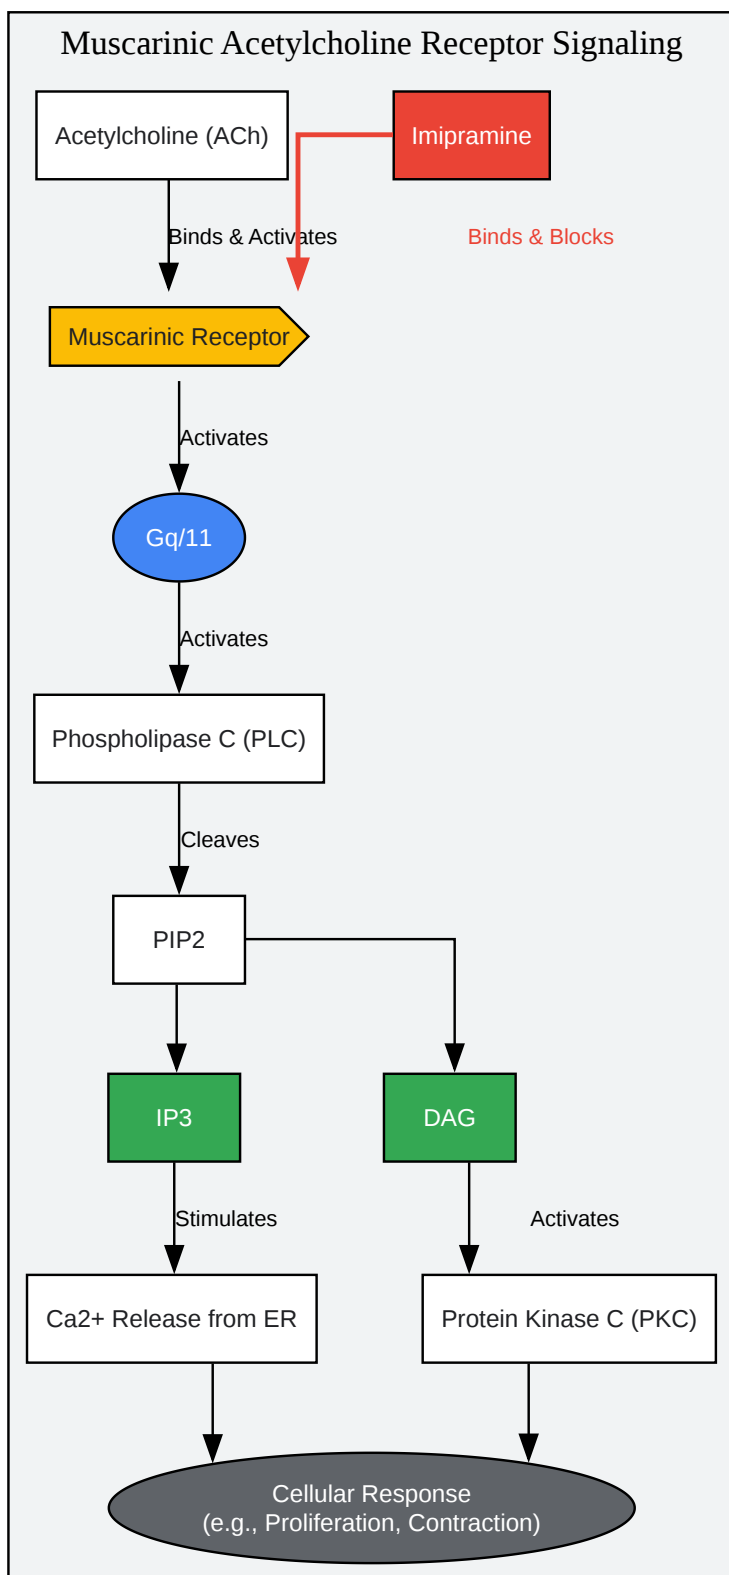 Muscarinic Acetylcholine Receptor Signaling
Acetylcholine (ACh)
Imipramine
Binds & Activates
Binds & Blocks
Muscarinic Receptor
Activates
Gq/11
Activates
Phospholipase C (PLC)
Cleaves
PIP2
IP3
DAG
Stimulates
Activates
Ca2+ Release from ER
Protein Kinase C (PKC)
Cellular Response
(e.g., Proliferation, Contraction)